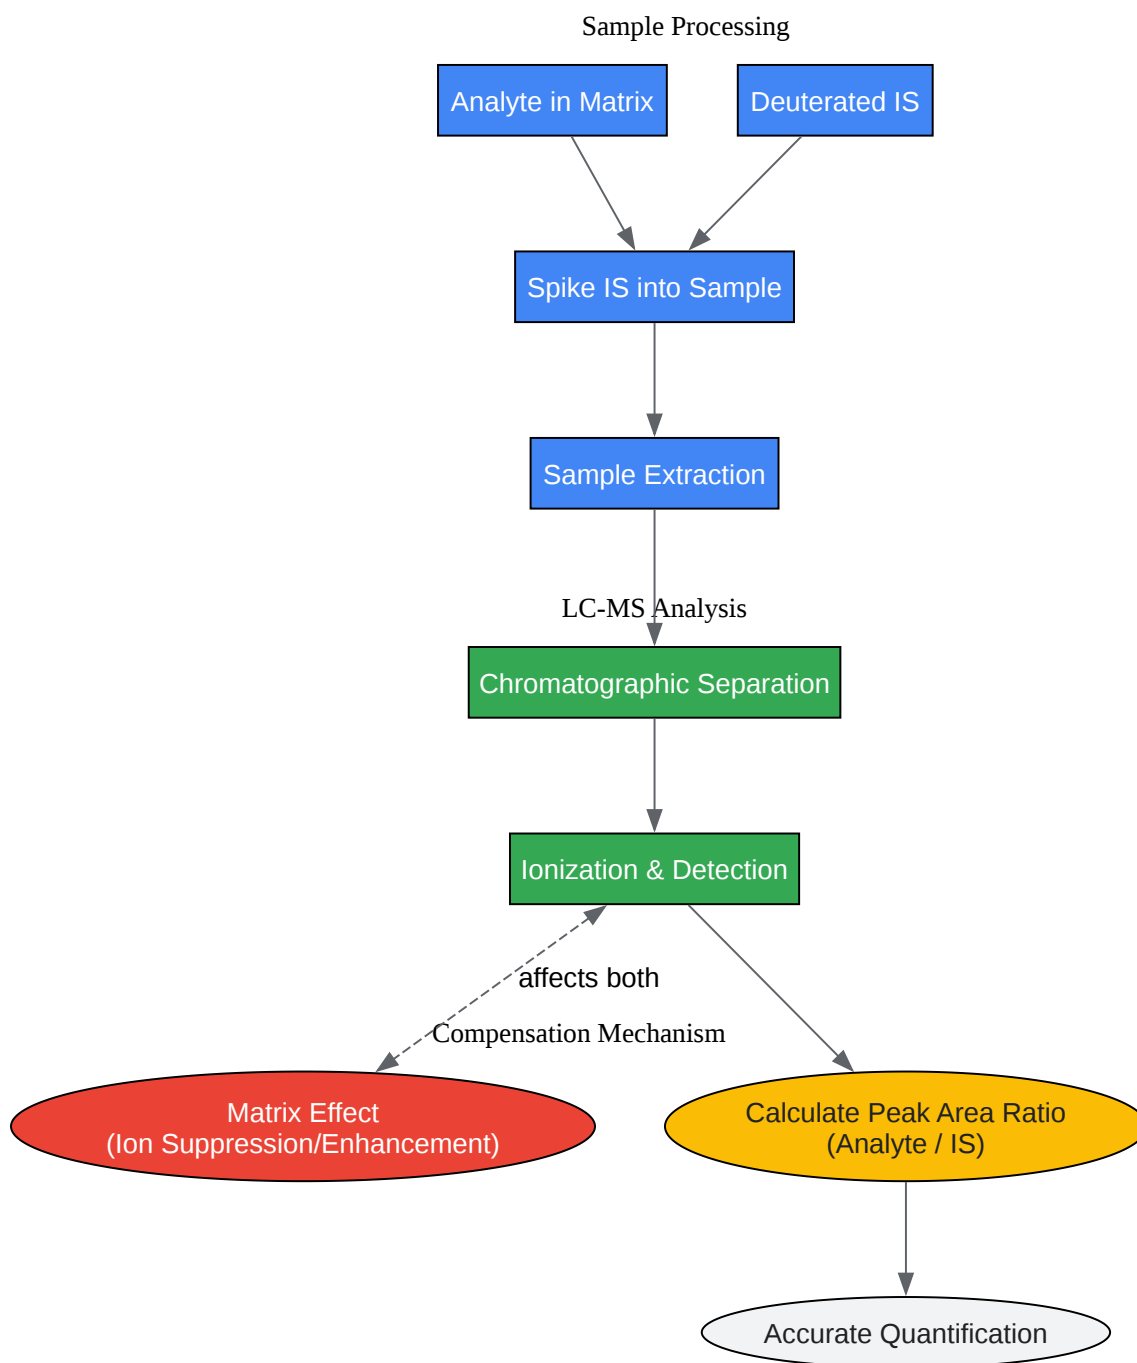 Sample Processing
Analyte in Matrix
Deuterated IS
Spike IS into Sample
Sample Extraction
LC-MS Analysis
Chromatographic Separation
Ionization & Detection
affects both
Compensation Mechanism
Matrix Effect
(Ion Suppression/Enhancement)
Calculate Peak Area Ratio
(Analyte / IS)
Accurate Quantification